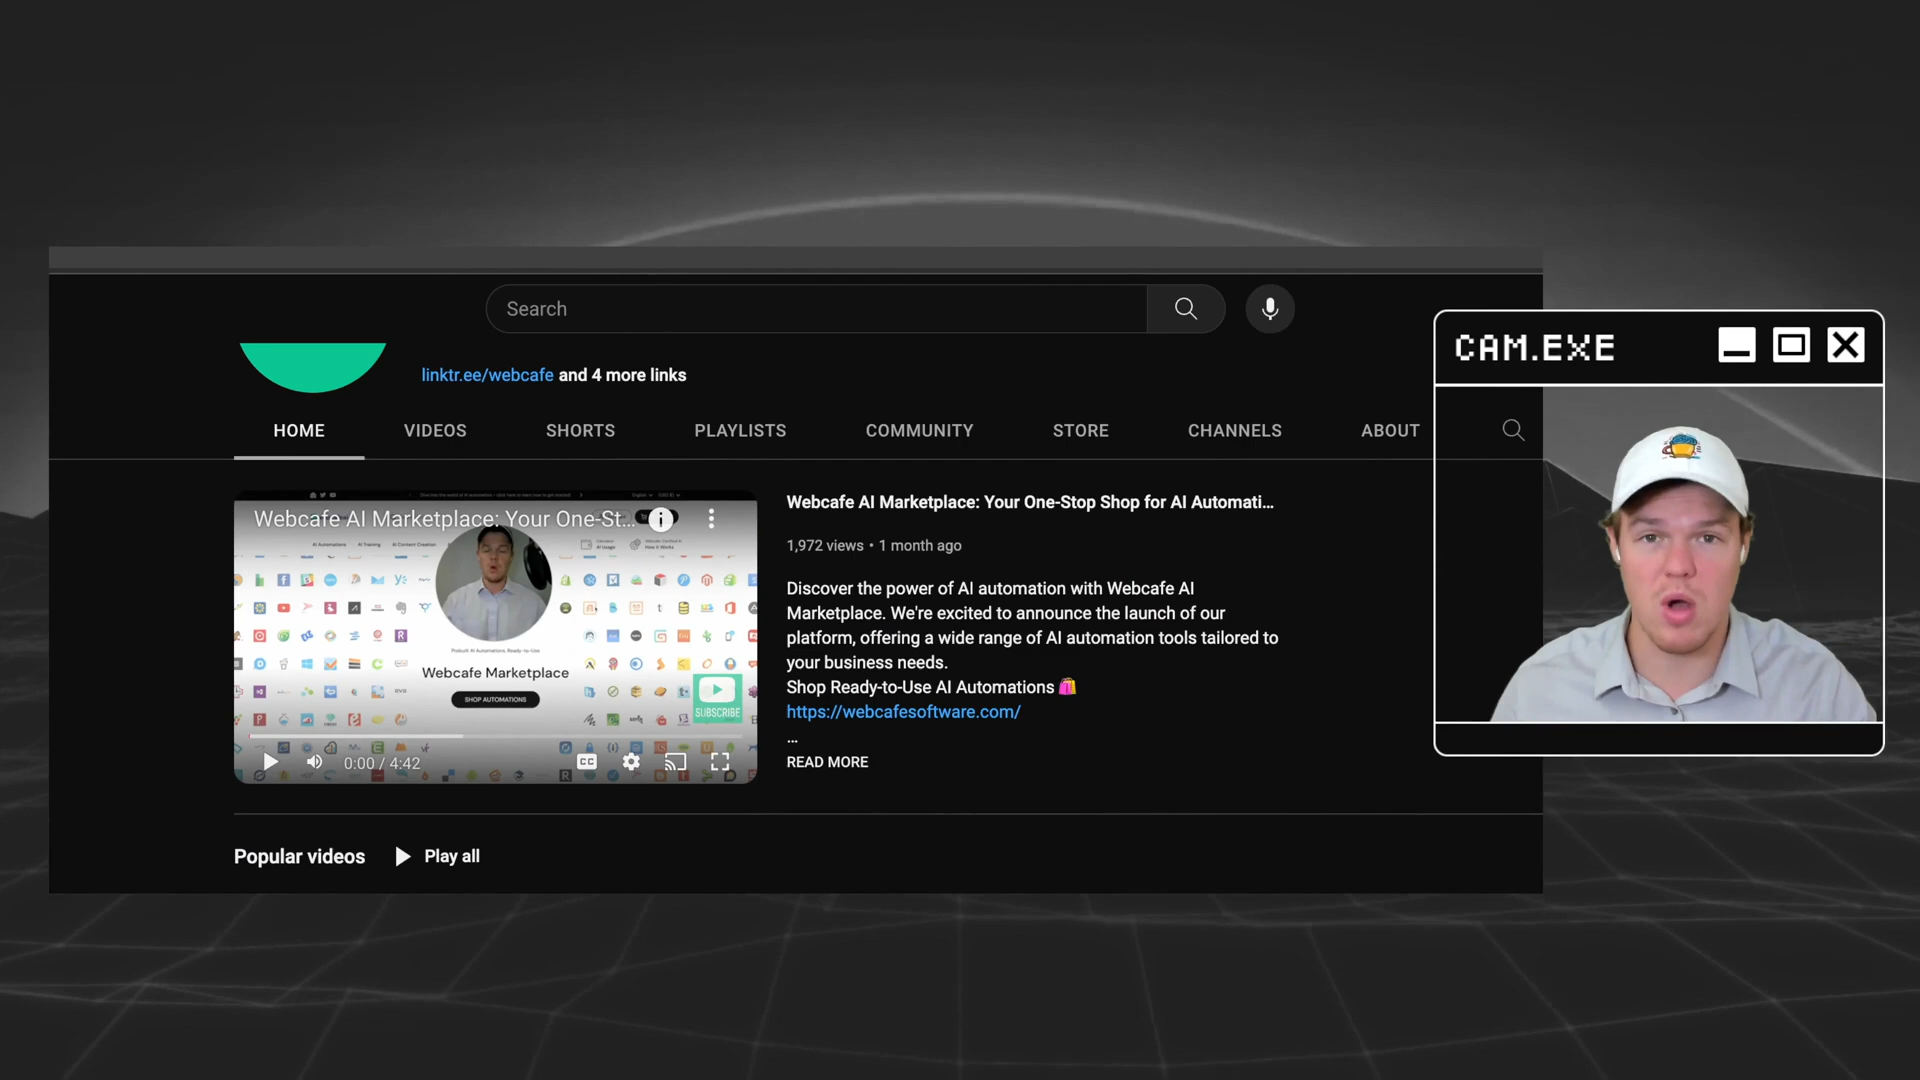 Search
CAM.EXE
linktr.ee/webcafe and 4 more links
HOME
VIDEOS
SHORTS
PLAYLISTS
COMMUNITY
STORE
CHANNELS
ABOUT
Webcafe AI Marketplace: Your One-St...
Webcafe Marketplace
SHOP AUTOMATIONS
SUBSCRIBE
0:00 / 4:42
CC
Webcafe AI Marketplace: Your One-Stop Shop for AI Automati...
1,972 views • 1 month ago
Discover the power of AI automation with Webcafe AI
Marketplace. We're excited to announce the launch of our
platform, offering a wide range of AI automation tools tailored to
your business needs.
Shop Ready-to-Use AI Automations 🛍️
https://webcafesoftware.com/
...
READ MORE
Popular videos
Play all